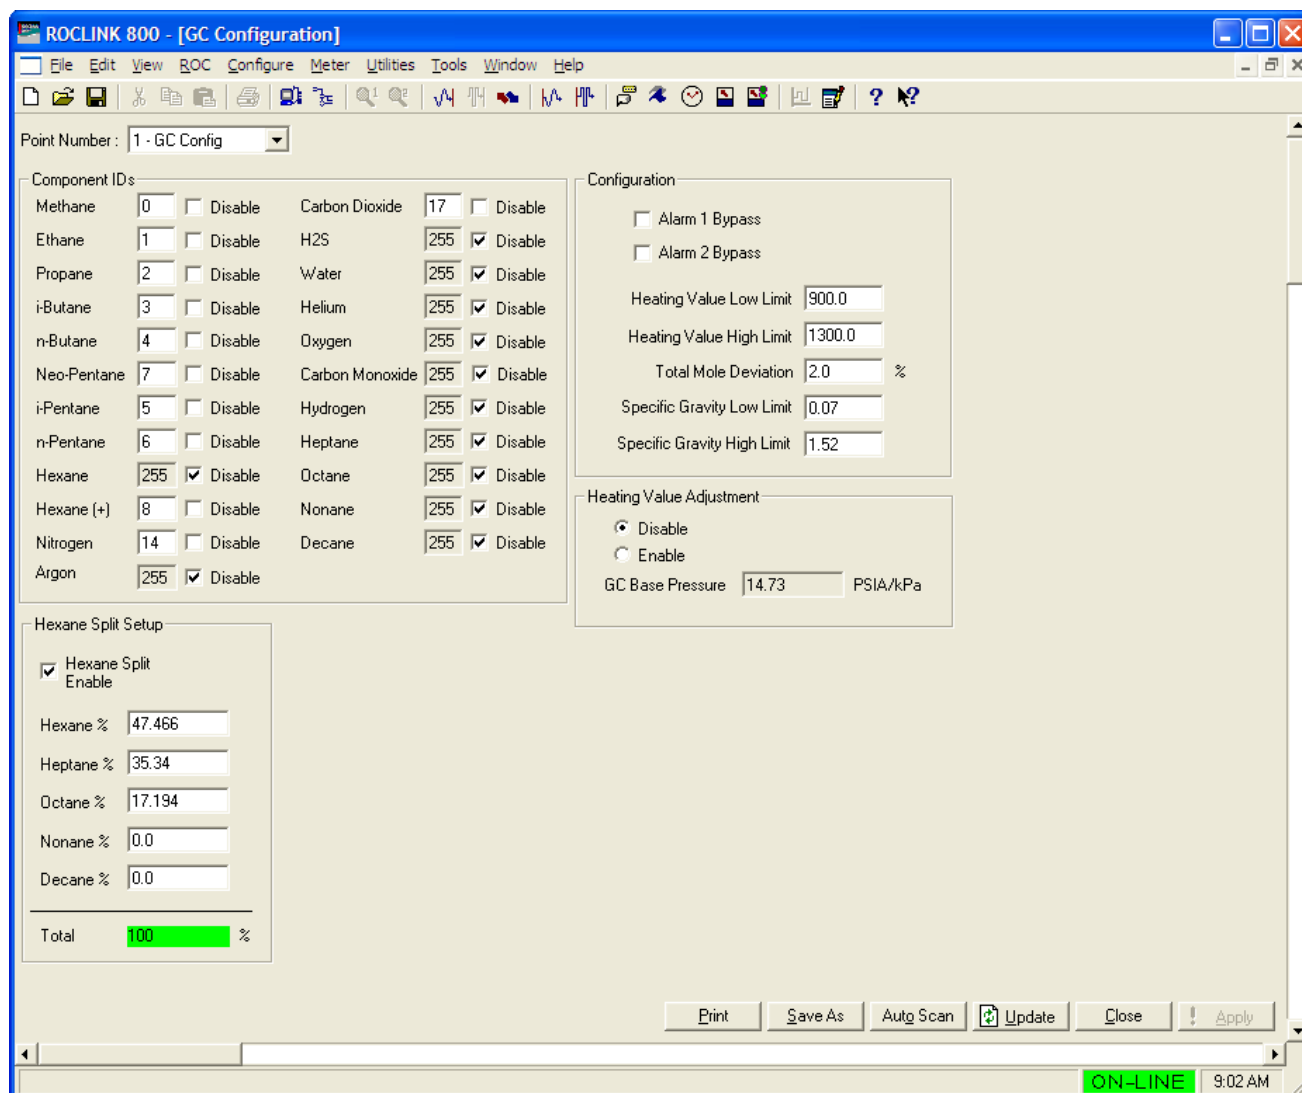 ROCLINK 800 - [GC Configuration]
File Edit View ROC Configure Meter Utilities Tools Window Help
Point Number : 1 - GC Config
Component IDs
Methane 0 Disable Carbon Dioxide 17 Disable
Ethane 1 Disable H2S 255 Disable
Propane 2 Disable Water 255 Disable
i-Butane 3 Disable Helium 255 Disable
n-Butane 4 Disable Oxygen 255 Disable
Neo-Pentane 7 Disable Carbon Monoxide 255 Disable
i-Pentane 5 Disable Hydrogen 255 Disable
n-Pentane 6 Disable Heptane 255 Disable
Hexane 255 Disable Octane 255 Disable
Hexane (+) 8 Disable Nonane 255 Disable
Nitrogen 14 Disable Decane 255 Disable
Argon 255 Disable
Configuration
Alarm 1 Bypass
Alarm 2 Bypass
Heating Value Low Limit 900.0
Heating Value High Limit 1300.0
Total Mole Deviation 2.0 %
Specific Gravity Low Limit 0.07
Specific Gravity High Limit 1.52
Heating Value Adjustment
Disable
Enable
GC Base Pressure 14.73 PSIA/kPa
Hexane Split Setup
Hexane Split
Enable
Hexane % 47.466
Heptane % 35.34
Octane % 17.194
Nonane % 0.0
Decane % 0.0
Total 100 %
Print Save As Auto Scan Update Close ! Apply
ON-LINE 9:02 AM